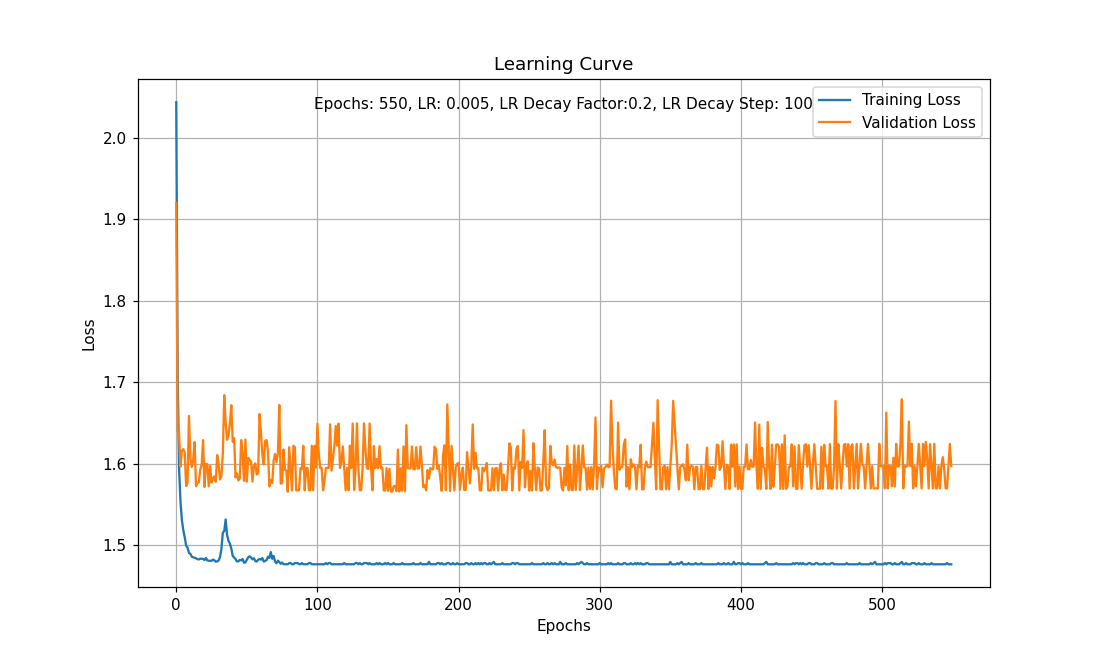 Learning Curve
Epochs: 550, LR: 0.005, LR Decay Factor:0.2, LR Decay Step: 100
Training Loss
Validation Loss
2.0
1.9
1.8
1.7
1.6
1.5
Loss
0 100 200 300 400 500
Epochs